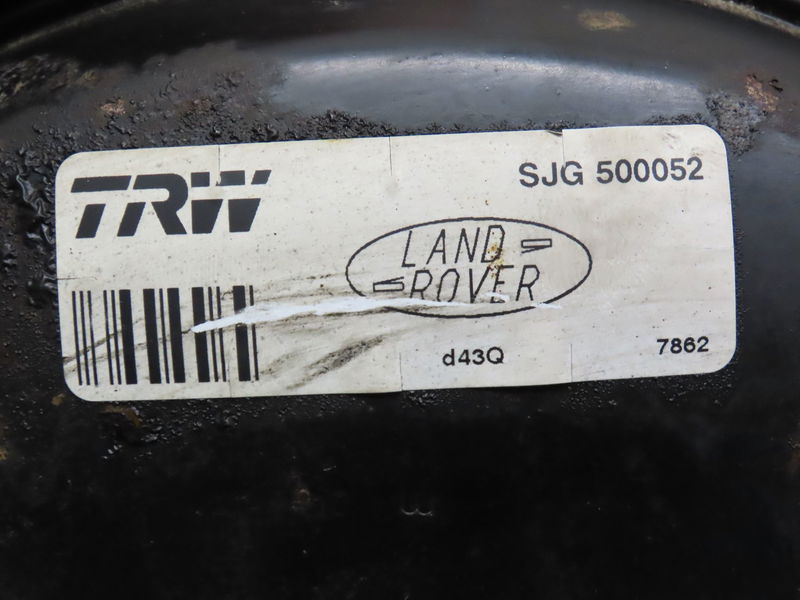 TRW
SJG 500052
LAND
ROVER
d43Q
7862